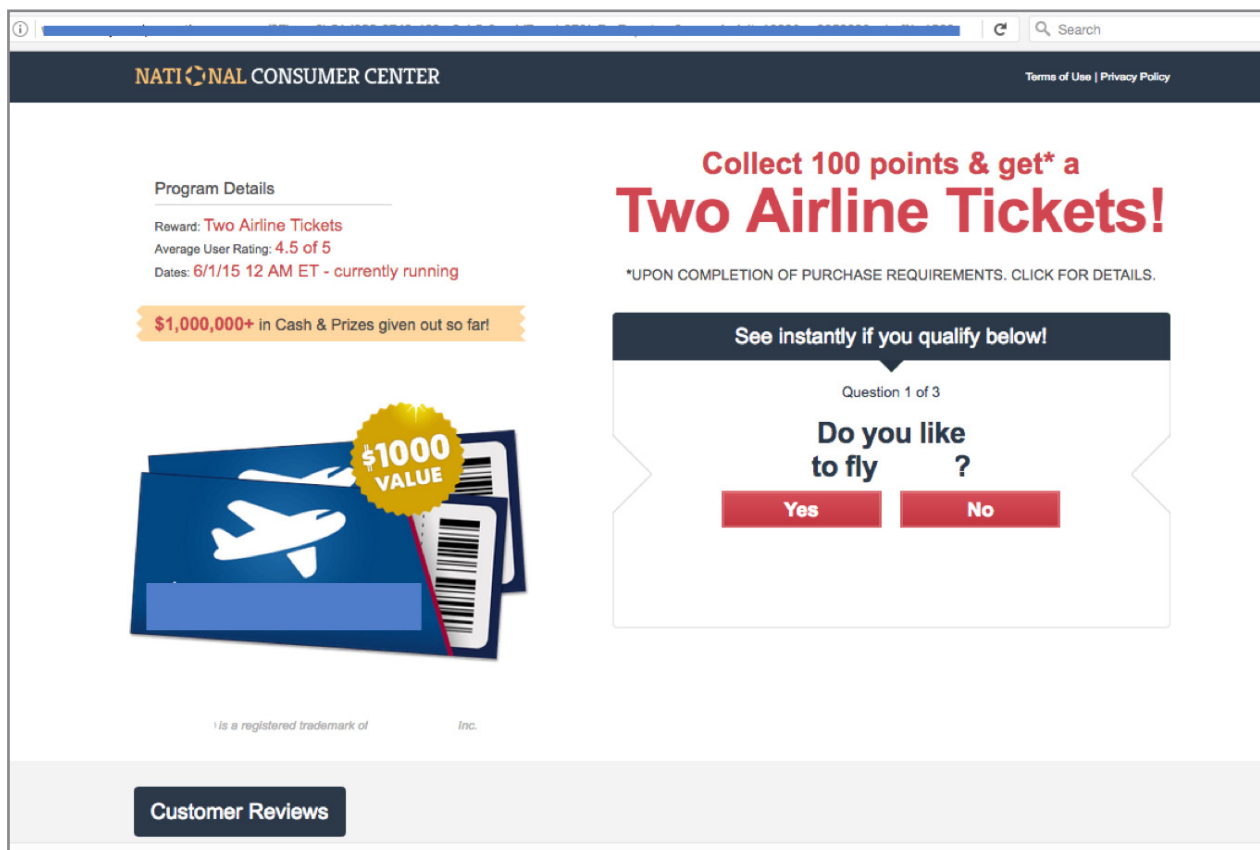 Search
NATIONAL CONSUMER CENTER
Terms of Use | Privacy Policy
Program Details
Reward: Two Airline Tickets
Average User Rating: 4.5 of 5
Dates: 6/1/15 12 AM ET - currently running
$1,000,000+ in Cash & Prizes given out so far!
$1000
VALUE
is a registered trademark of Inc.
Collect 100 points & get* a
Two Airline Tickets!
*UPON COMPLETION OF PURCHASE REQUIREMENTS. CLICK FOR DETAILS.
See instantly if you qualify below!
Question 1 of 3
Do you like
to fly ?
Yes No
Customer Reviews